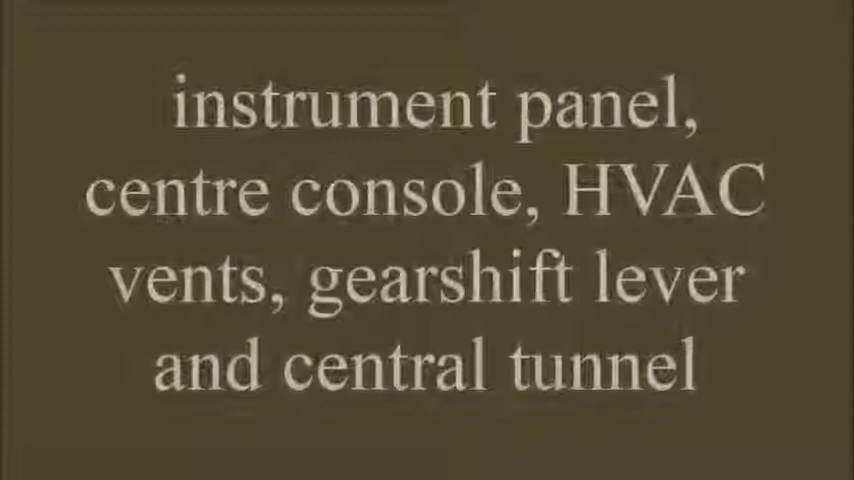 instrument panel,
centre console, HVAC
vents, gearshift lever
and central tunnel